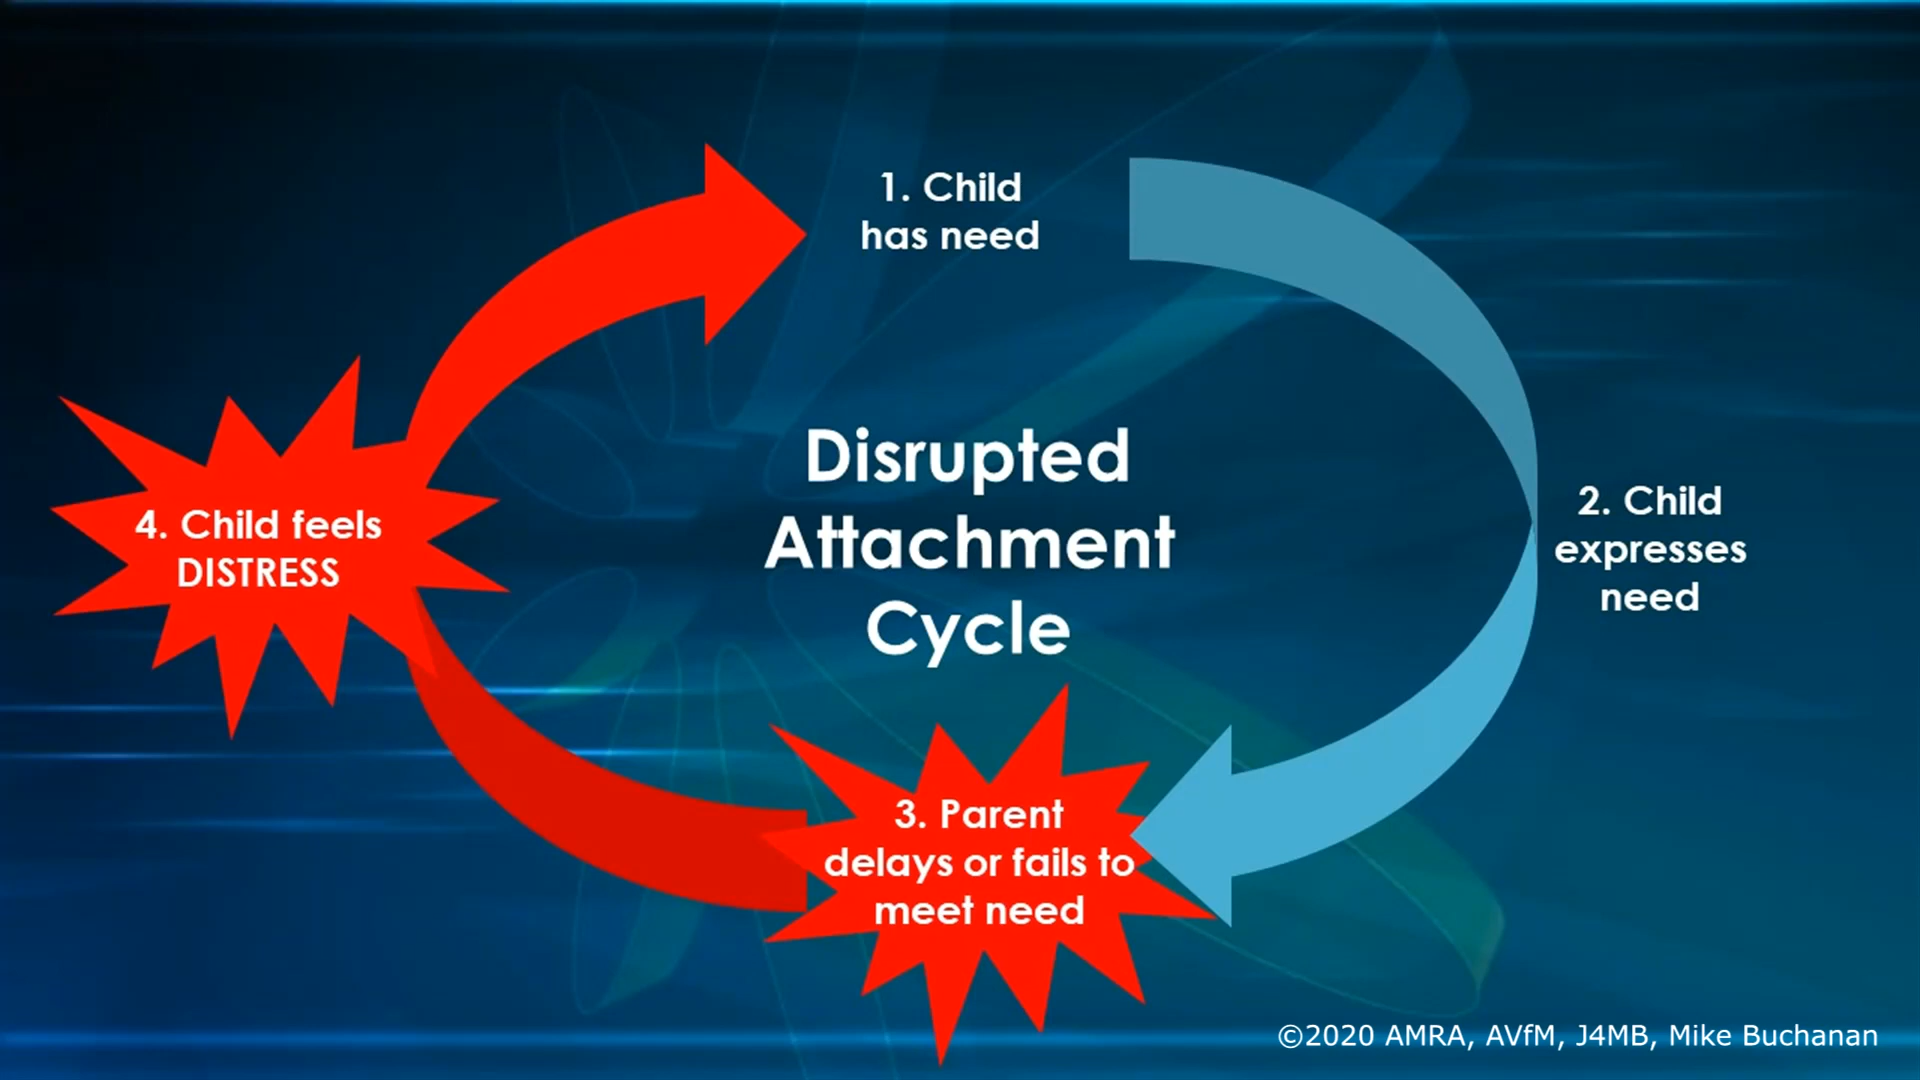 1. Child
has need
Disrupted
Attachment
Cycle
2. Child
expresses
need
3. Parent
delays or fails to
meet need
4. Child feels
DISTRESS
©2020 AMRA, AVfM, J4MB, Mike Buchanan